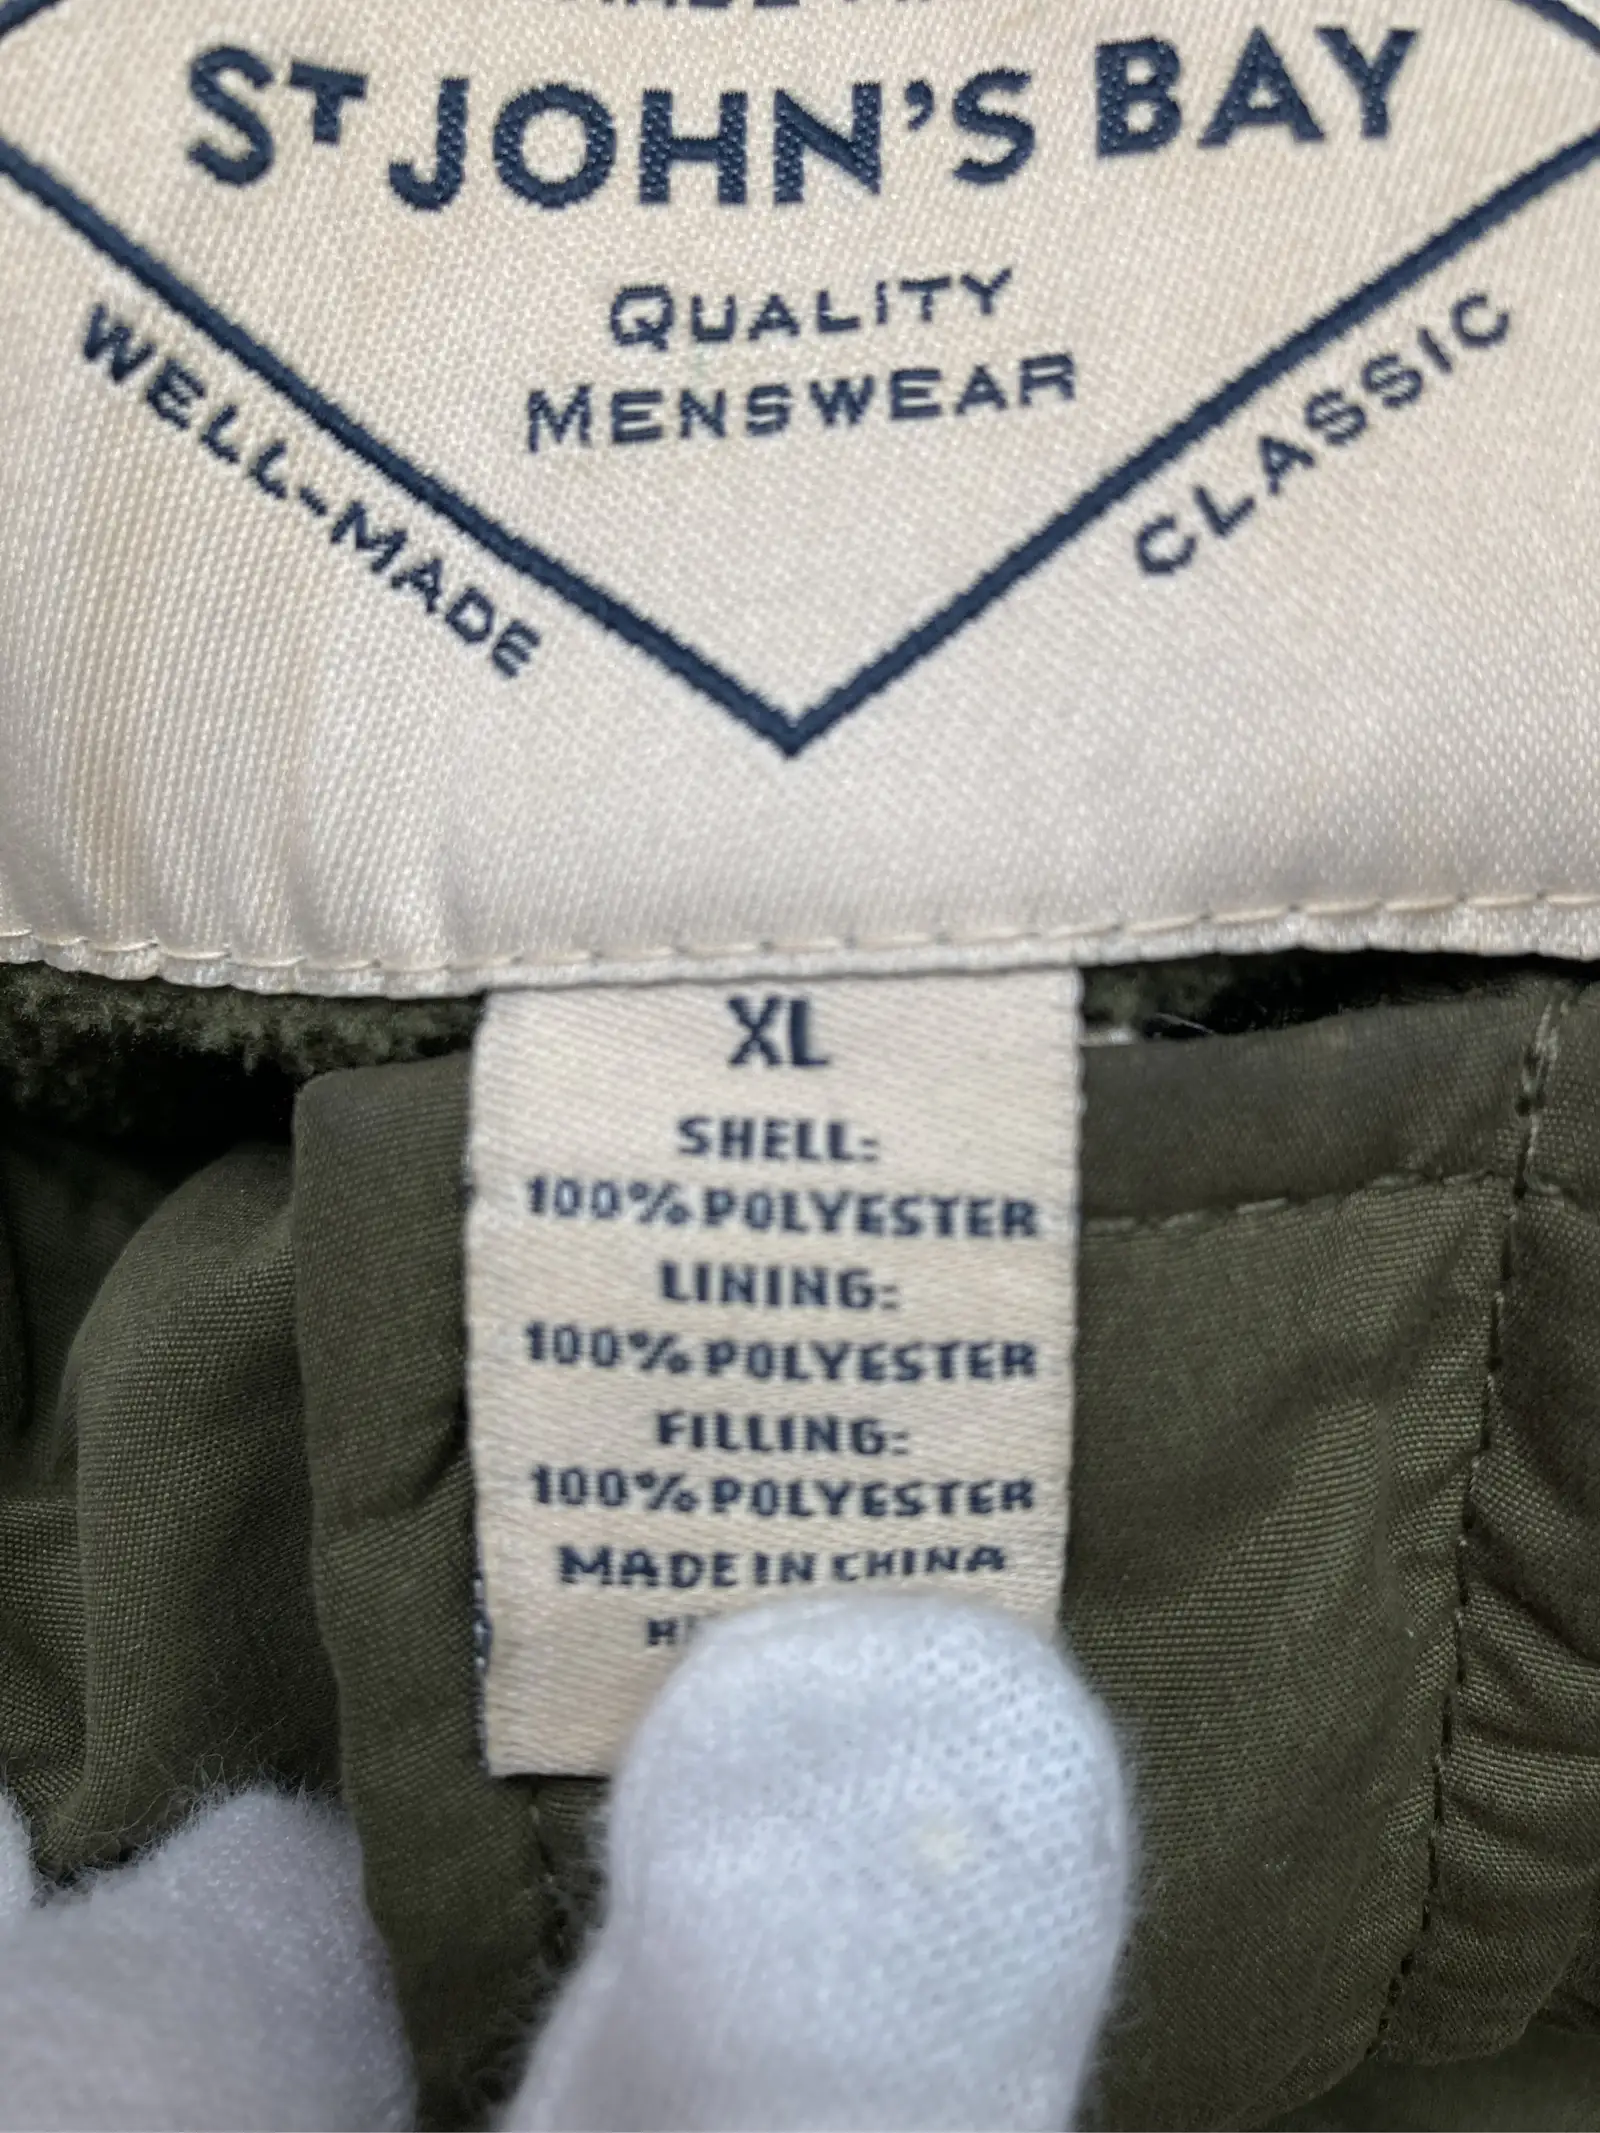 ST JOHN'S BAY
QUALITY
MENSWEAR
WELL-MADE
CLASSIC
XL
SHELL:
100% POLYESTER
LINING:
100% POLYESTER
FILLING:
100% POLYESTER
MADE IN CHINA